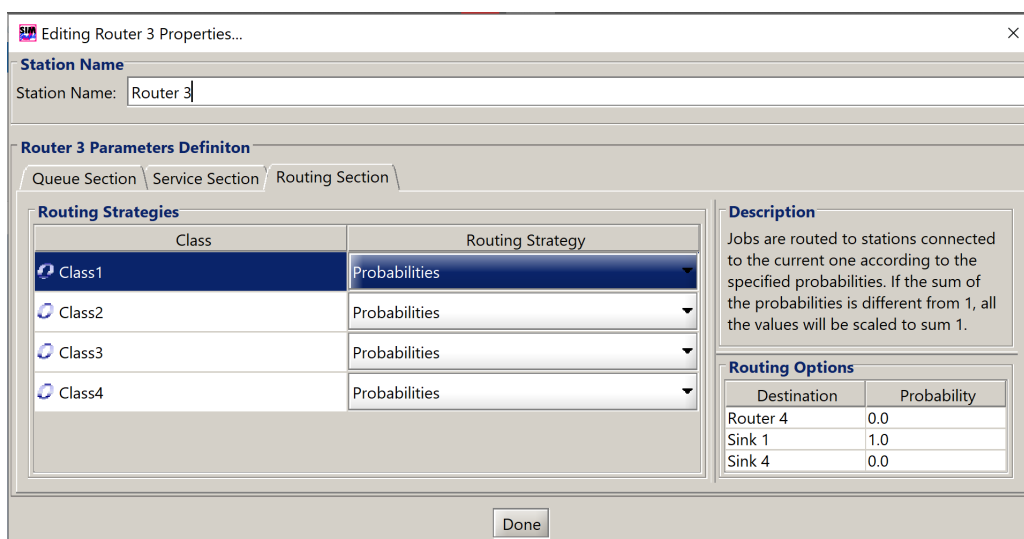 SIM
Editing Router 3 Properties...
Station Name
Station Name: Router 3
Router 3 Parameters Definiton
Queue Section Service Section Routing Section
Routing Strategies
Class Routing Strategy
Class1 Probabilities
Class2 Probabilities
Class3 Probabilities
Class4 Probabilities
Description
Jobs are routed to stations connected
to the current one according to the
specified probabilities. If the sum of
the probabilities is different from 1, all
the values will be scaled to sum 1.
Routing Options
Destination Probability
Router 4 0.0
Sink 1 1.0
Sink 4 0.0
Done